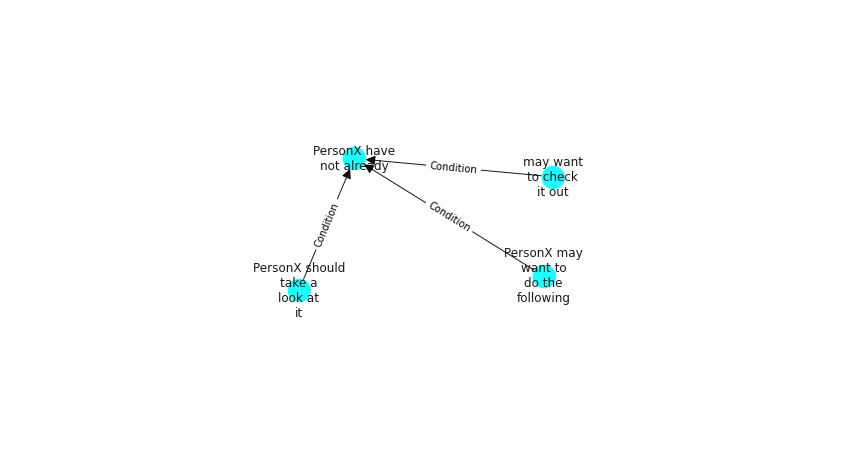 PersonX have
not already
Condition
may want
to check
it out
Condition
Condition
PersonX may
want to
do the
following
PersonX should
take a
look at
it